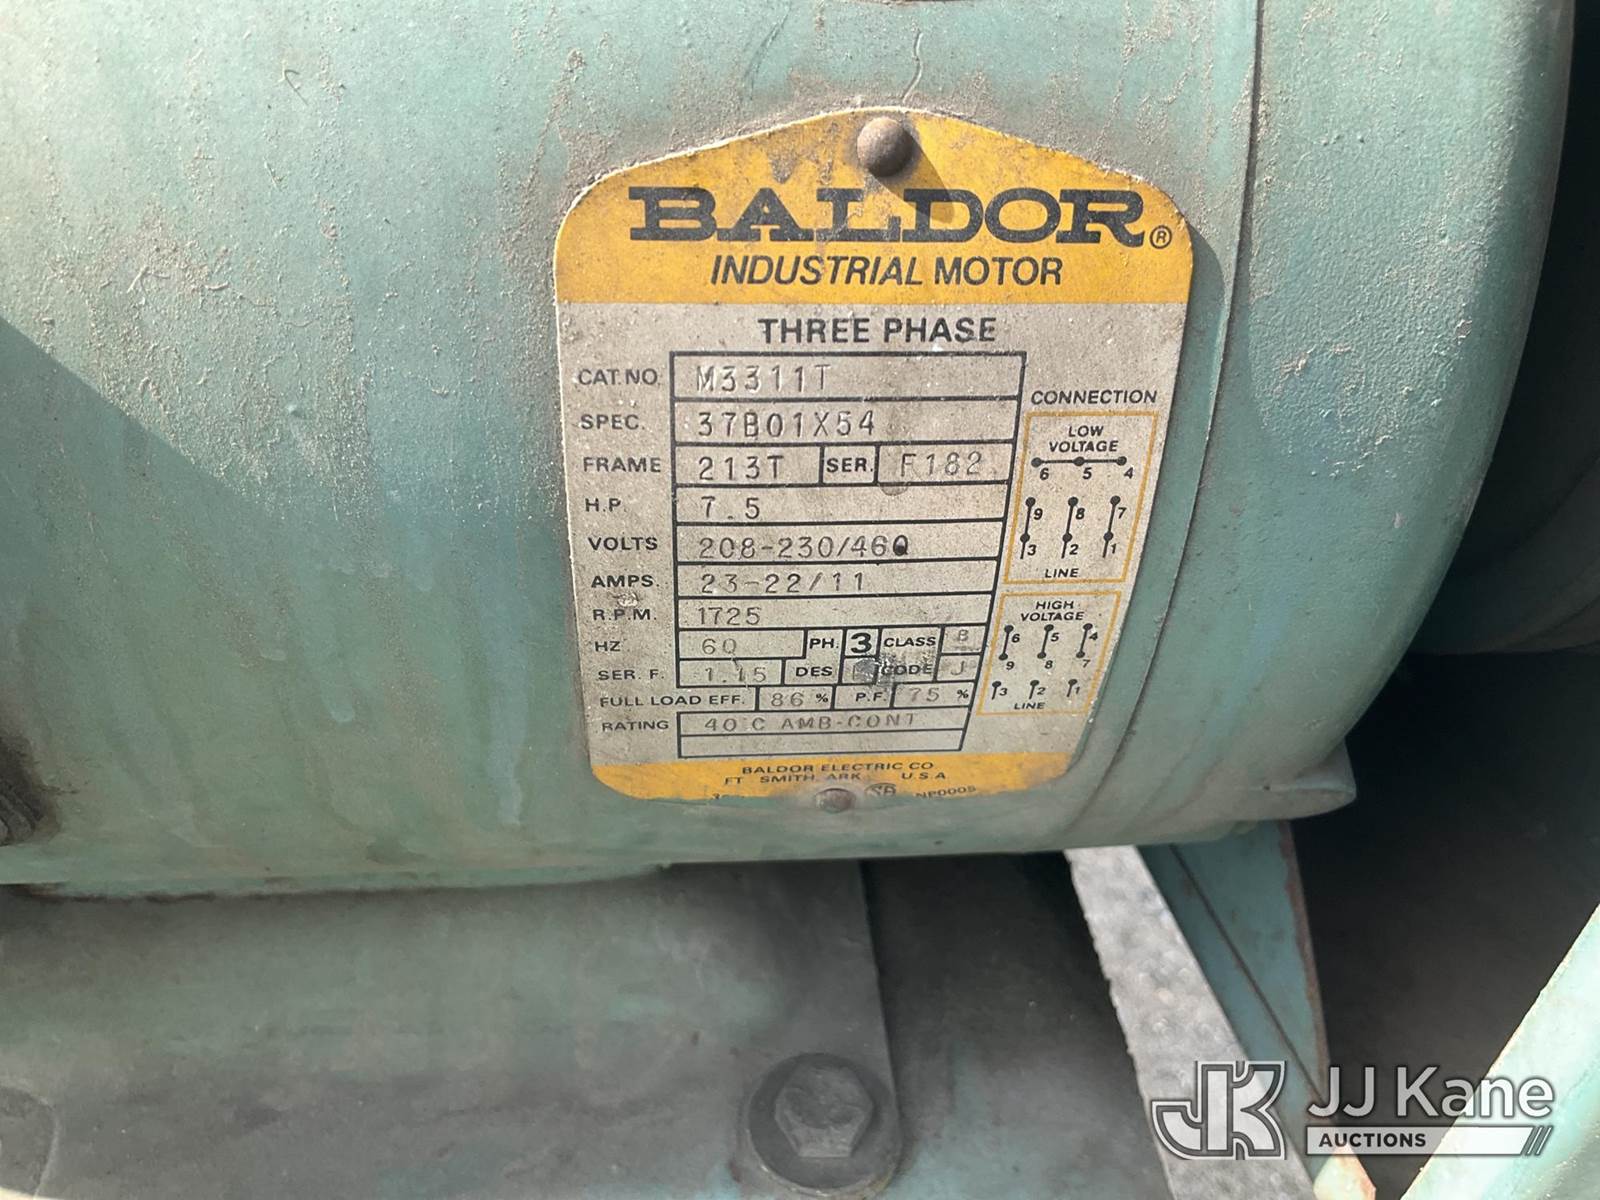 BALDOR®
INDUSTRIAL MOTOR
THREE PHASE
CAT.NO. M3311T
SPEC. 37B01X54
FRAME 213T SER. F182
H.P. 7.5
VOLTS 208-230/460
AMPS. 23-22/11
R.P.M. 1725
HZ 60 PH. 3 CLASS B
SER. F. 1.15 DES CODE J
FULL LOAD EFF. 86 % P.F. 75 %
RATING 40°C AMB-CONT
CONNECTION
LOW
VOLTAGE
6 5 4
9 8 7
3 2 1
LINE
HIGH
VOLTAGE
6 5 4
9 8 7
3 2 1
LINE
BALDOR ELECTRIC CO
FT SMITH, ARK U.S.A
SA
JK JJ Kane
AUCTIONS